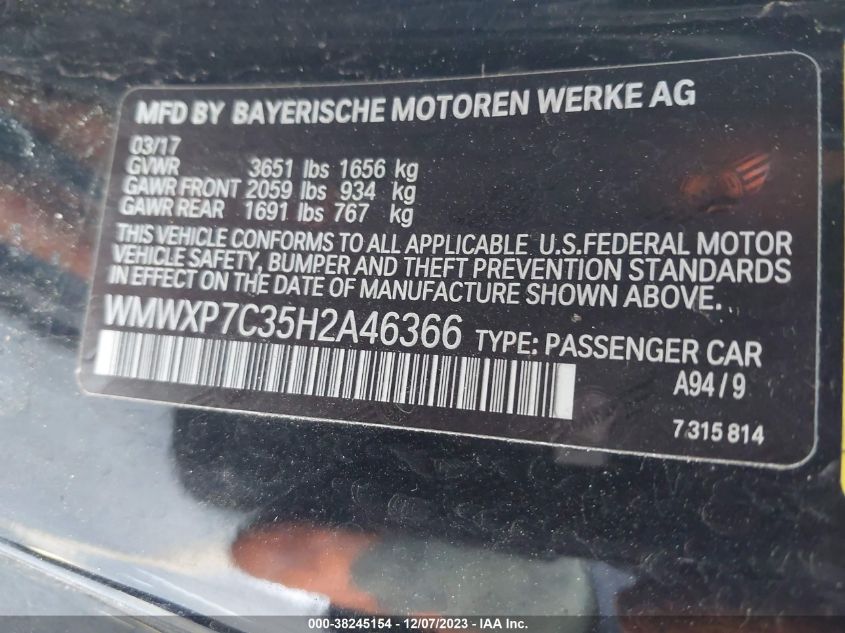 MFD BY BAYERISCHE MOTOREN WERKE AG
03/17
GVWR 3651 lbs 1656 kg
GAWR FRONT 2059 lbs 934 kg
GAWR REAR 1691 lbs 767 kg
THIS VEHICLE CONFORMS TO ALL APPLICABLE U.S.FEDERAL MOTOR
VEHICLE SAFETY, BUMPER AND THEFT PREVENTION STANDARDS
IN EFFECT ON THE DATE OF MANUFACTURE SHOWN ABOVE.
WMWXP7C35H2A46366 TYPE: PASSENGER CAR
A94/9
7 315 814
000-38245154 - 12/07/2023 - IAA Inc.